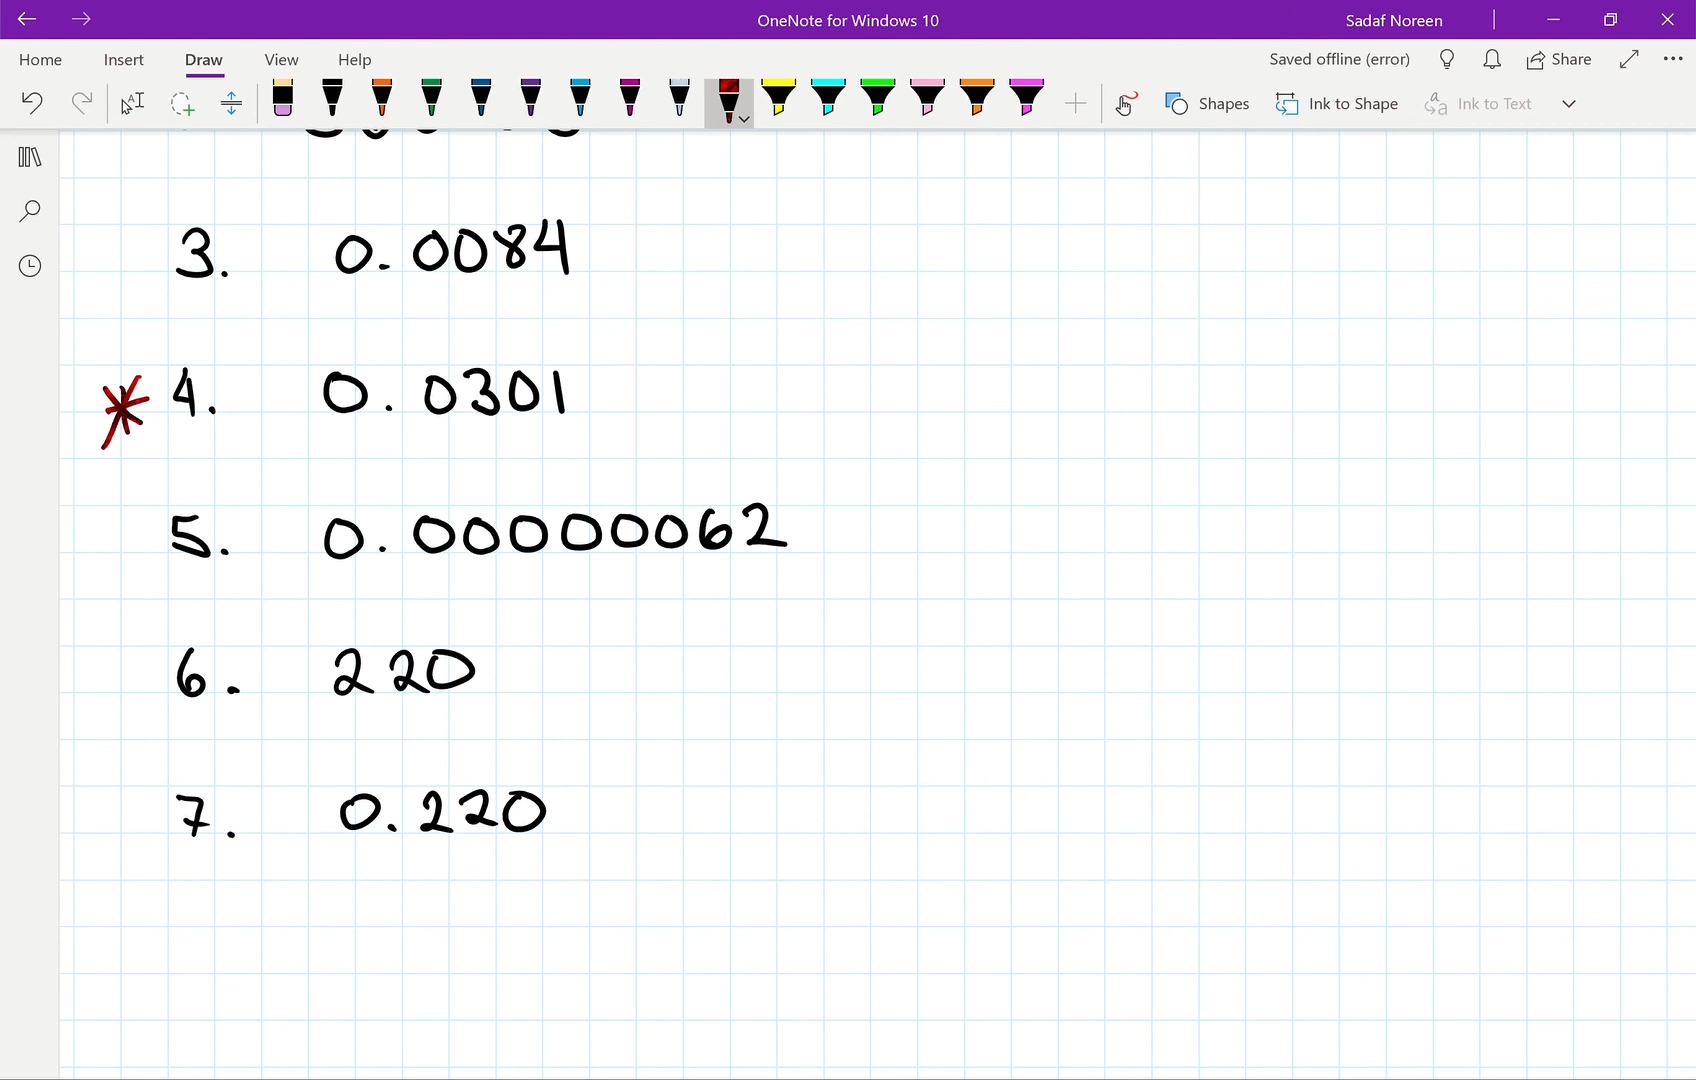 OneNote for Windows 10 Sadaf Noreen
Home Insert Draw View Help Saved offline (error) Share
Shapes Ink to Shape Ink to Text
3. 0.0084
* 4. 0.0301
5. 0.00000062
6. 220
7. 0.220